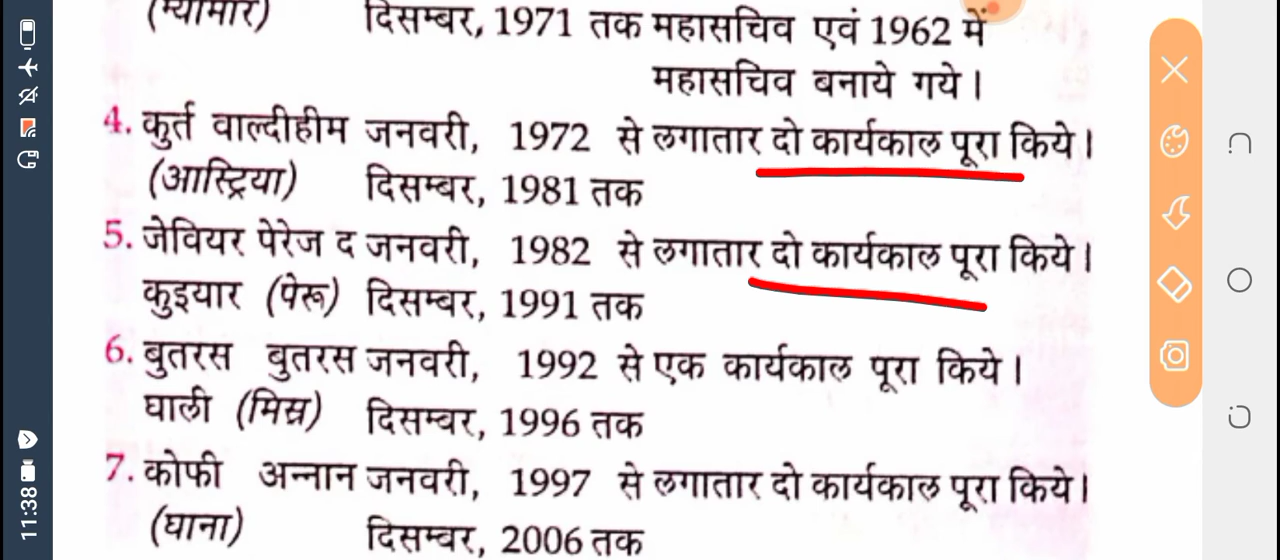 (म्यामार) दिसम्बर, 1971 तक महासचिव एवं 1962 में
महासचिव बनाये गये।
4. कुर्त वाल्दीहीम जनवरी, 1972 से लगातार दो कार्यकाल पूरा किये।
(आस्ट्रिया) दिसम्बर, 1981 तक
5. जेवियर पेरेज द जनवरी, 1982 से लगातार दो कार्यकाल पूरा किये।
कुइयार (पेरू) दिसम्बर, 1991 तक
6. बुतरस बुतरस जनवरी, 1992 से एक कार्यकाल पूरा किये।
घाली (मिस्र) दिसम्बर, 1996 तक
7. कोफी अन्नान जनवरी, 1997 से लगातार दो कार्यकाल पूरा किये।
(घाना) दिसम्बर, 2006 तक
11:38